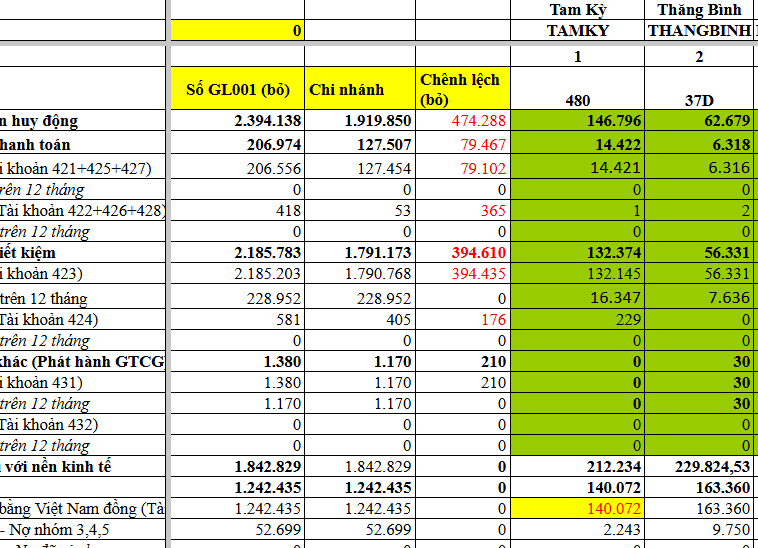 Tam Kỳ Thăng Bình
0 TAMKY THANGBINH
1 2
Số GL001 (bỏ) Chi nhánh Chênh lệch (bỏ) 480 37D
n huy động 2.394.138 1.919.850 474.288 146.796 62.679
hanh toán 206.974 127.507 79.467 14.422 6.318
i khoản 421+425+427) 206.556 127.454 79.102 14.421 6.316
rên 12 tháng 0 0 0 0 0
Tài khoản 422+426+428) 418 53 365 1 2
trên 12 tháng 0 0 0 0 0
iết kiệm 2.185.783 1.791.173 394.610 132.374 56.331
i khoản 423) 2.185.203 1.790.768 394.435 132.145 56.331
trên 12 tháng 228.952 228.952 0 16.347 7.636
Tài khoản 424) 581 405 176 229 0
trên 12 tháng 0 0 0 0 0
khác (Phát hành GTCG) 1.380 1.170 210 0 30
i khoản 431) 1.380 1.170 210 0 30
trên 12 tháng 1.170 1.170 0 0 30
Tài khoản 432) 0 0 0 0 0
trên 12 tháng 0 0 0 0 0
i với nền kinh tế 1.842.829 1.842.829 0 212.234 229.824,53
1.242.435 1.242.435 0 140.072 163.360
bằng Việt Nam đồng (Tà 1.242.435 1.242.435 0 140.072 163.360
- Nợ nhóm 3,4,5 52.699 52.699 0 2.243 9.750